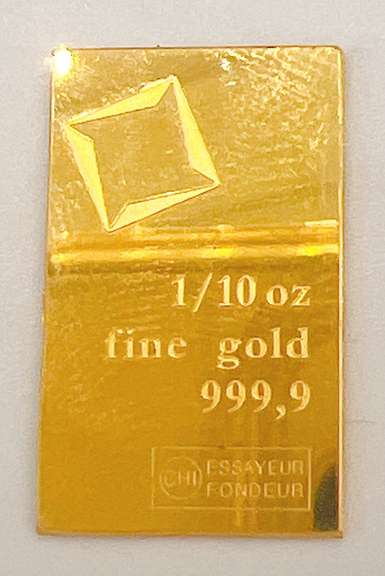 1/10 oz
fine gold
999,9
CHI ESSAYEUR
FONDEUR